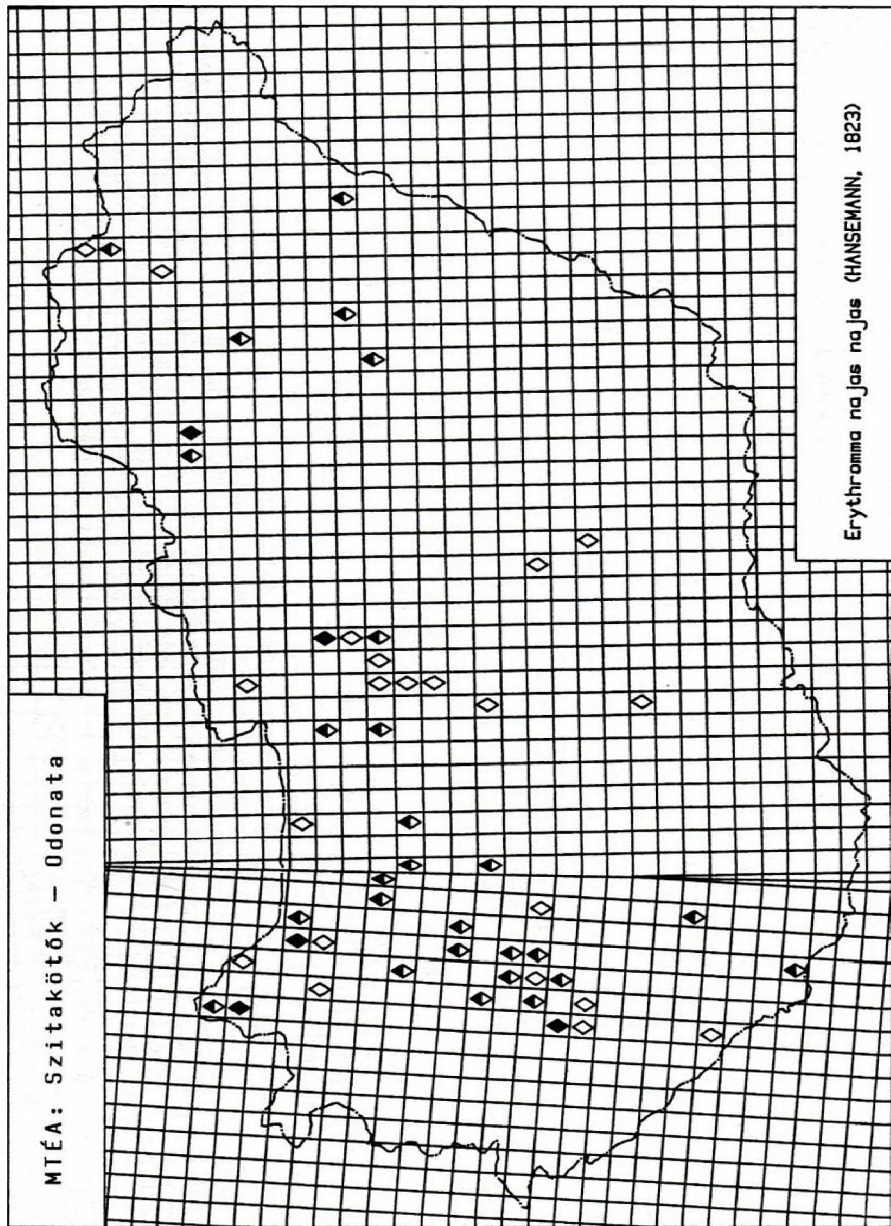 MTÉA: Szitakötők – Odonata
Erythromma najas najas (HANSEMANN, 1823)